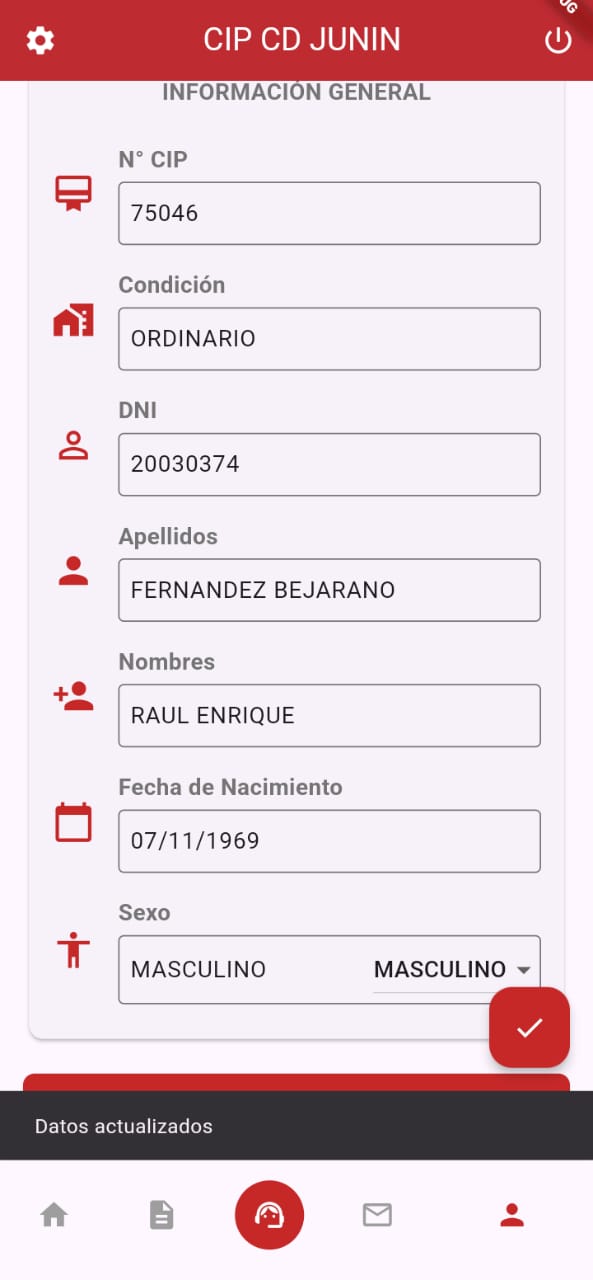 CIP CD JUNIN
INFORMACIÓN GENERAL
N° CIP
75046
Condición
ORDINARIO
DNI
20030374
Apellidos
FERNANDEZ BEJARANO
Nombres
RAUL ENRIQUE
Fecha de Nacimiento
07/11/1969
Sexo
MASCULINO MASCULINO
Datos actualizados